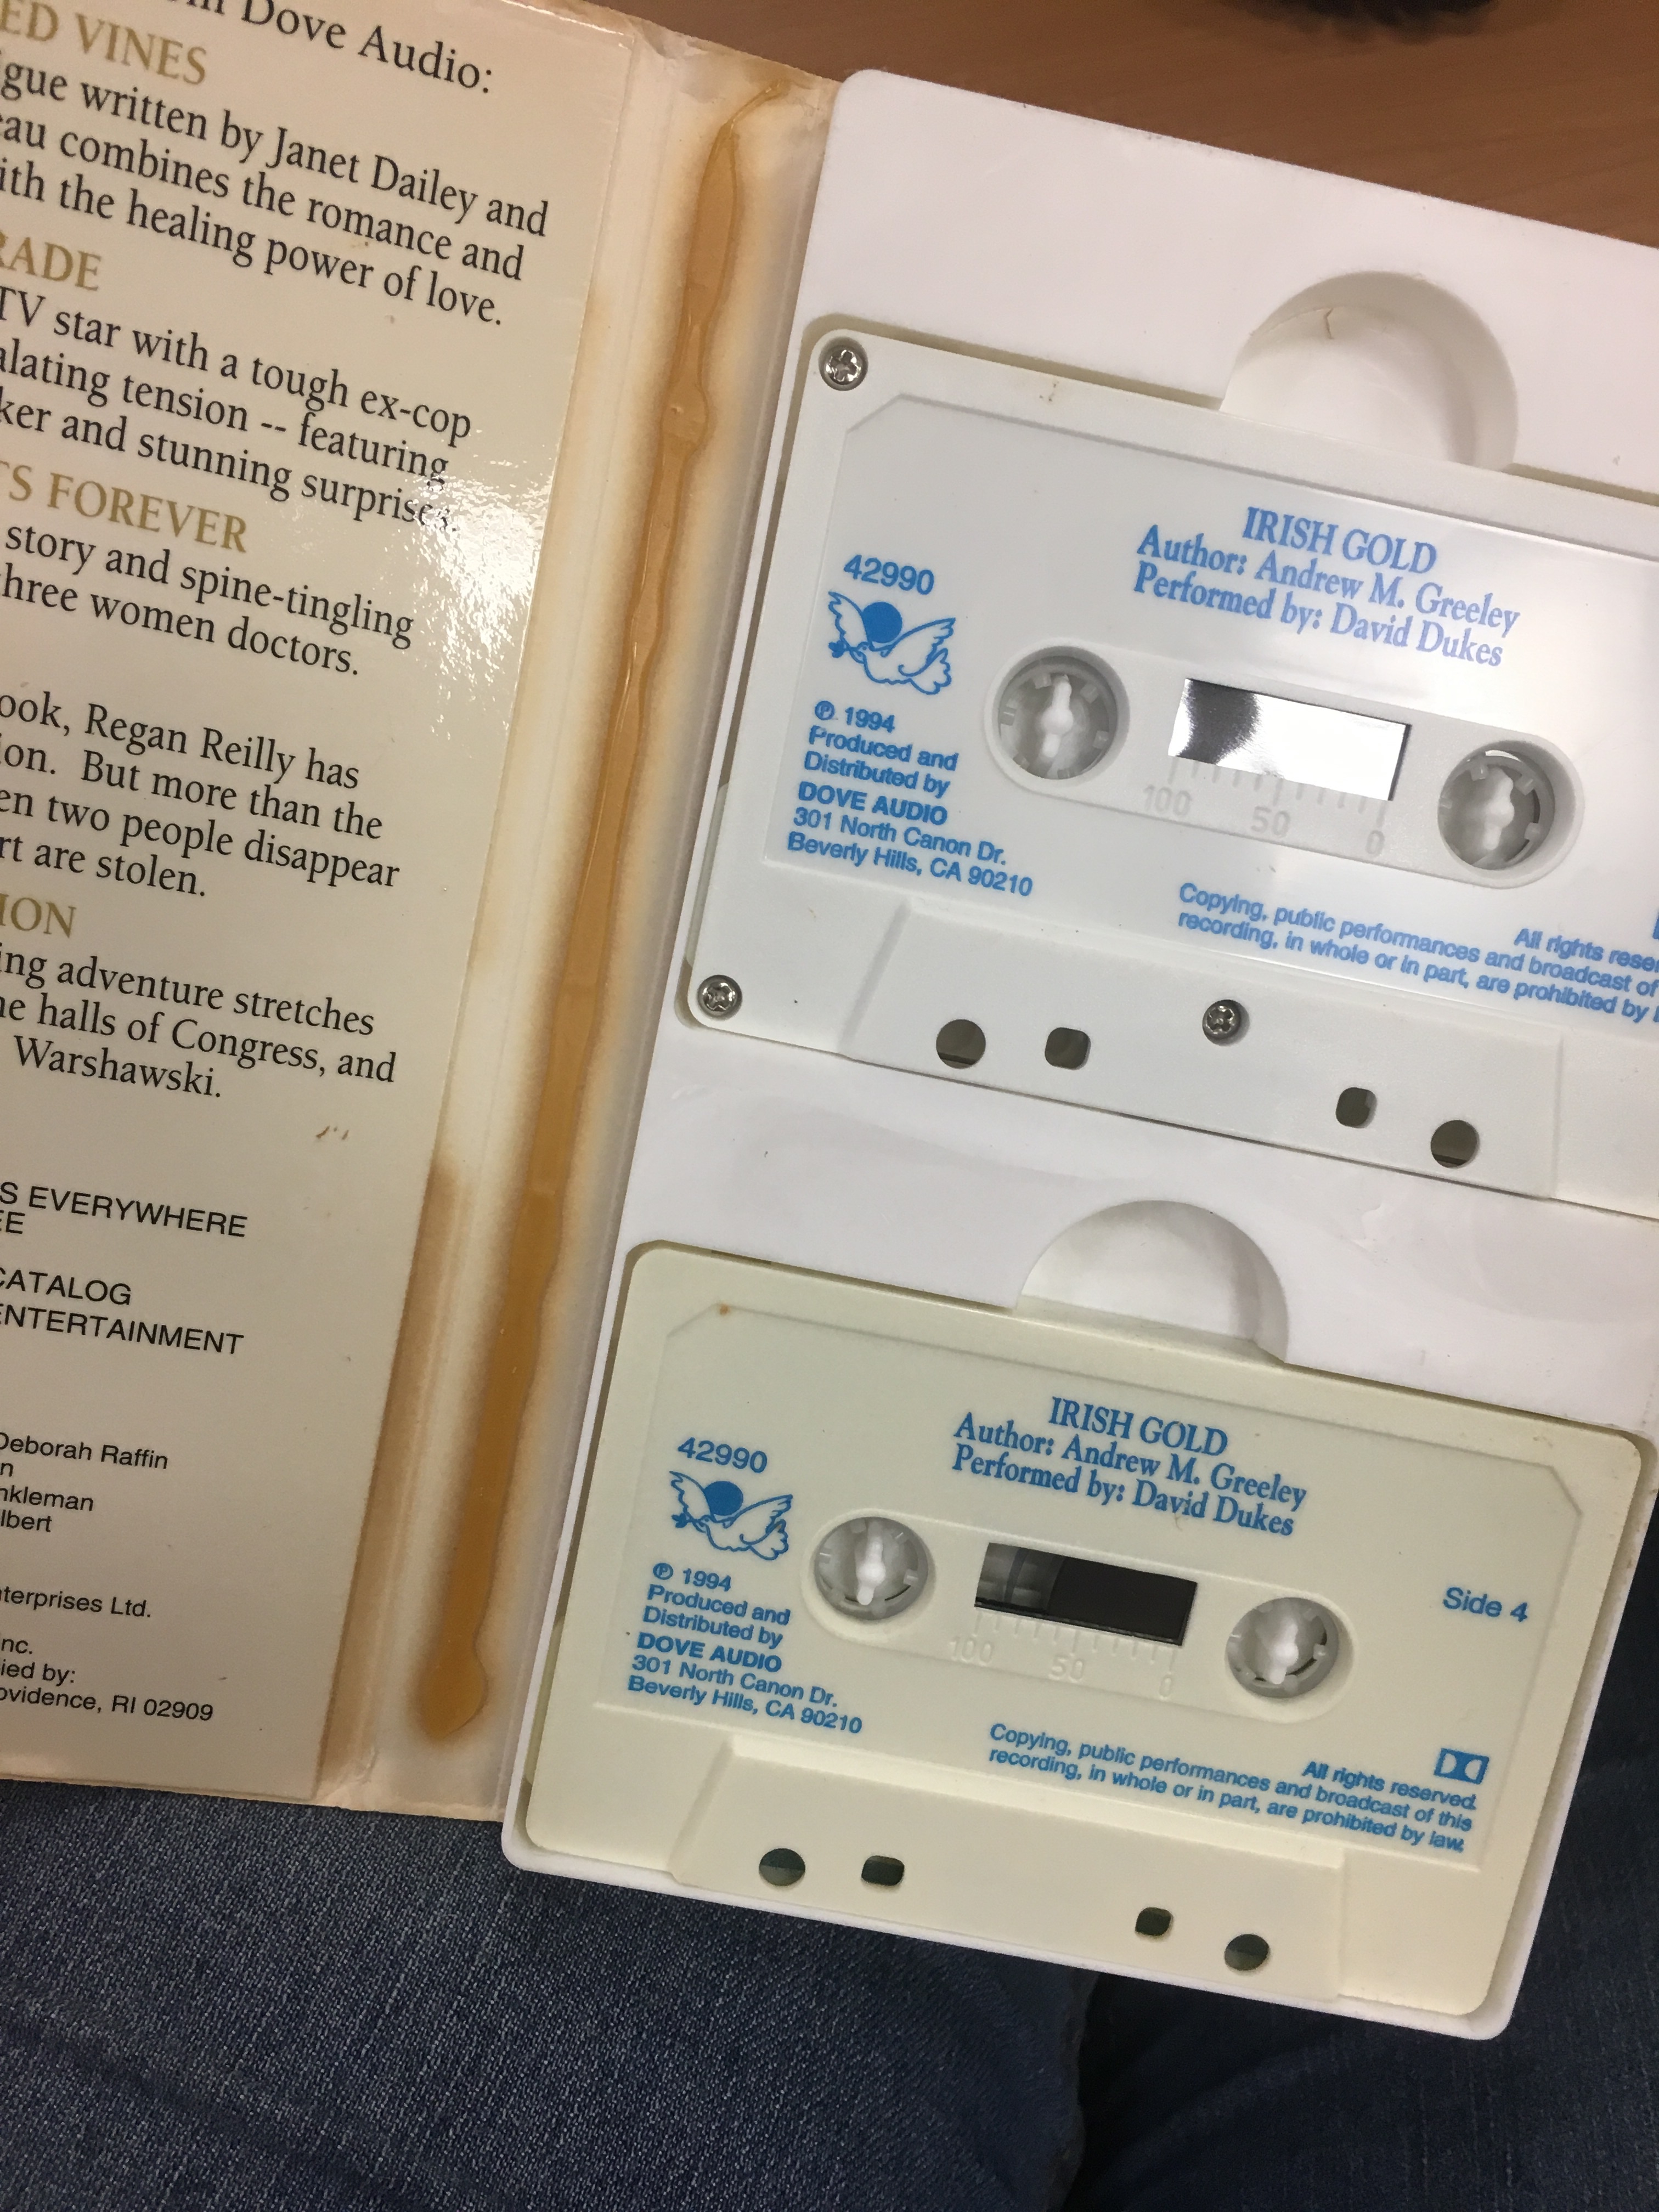 Dove Audio:
ED VINES
gue written by Janet Dailey and
eau combines the romance and
ith the healing power of love.
RADE
TV star with a tough ex-cop
alating tension -- featuring
ker and stunning surprises.
TS FOREVER
story and spine-tingling
three women doctors.
ook, Regan Reilly has
ion. But more than the
en two people disappear
rt are stolen.
ION
ing adventure stretches
he halls of Congress, and
Warshawski.
S EVERYWHERE
EE
CATALOG
ENTERTAINMENT
Deborah Raffin
n
nkleman
lbert
terprises Ltd.
nc.
ied by:
ovidence, RI 02909
IRISH GOLD
Author: Andrew M. Greeley
Performed by: David Dukes
42990
℗ 1994
Produced and
Distributed by
DOVE AUDIO
301 North Canon Dr.
Beverly Hills, CA 90210
100 50 0
All rights reser
Copying, public performances and broadcast of
recording, in whole or in part, are prohibited by l
IRISH GOLD
Author: Andrew M. Greeley
Performed by: David Dukes
42990
Side 4
℗ 1994
Produced and
Distributed by
DOVE AUDIO
301 North Canon Dr.
Beverly Hills, CA 90210
100 50 0
All rights reserved.
Copying, public performances and broadcast of this
recording, in whole or in part, are prohibited by law.